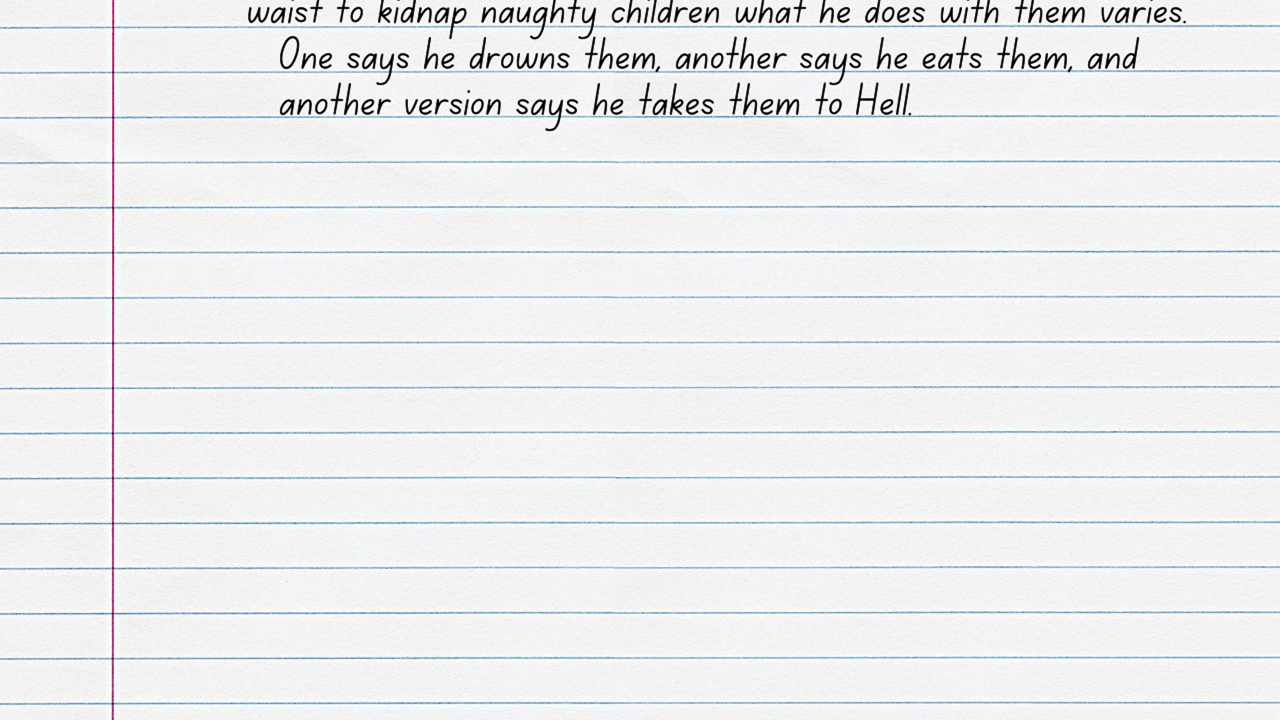 waist to kidnap naughty children what he does with them varies.
One says he drowns them, another says he eats them, and
another version says he takes them to Hell.